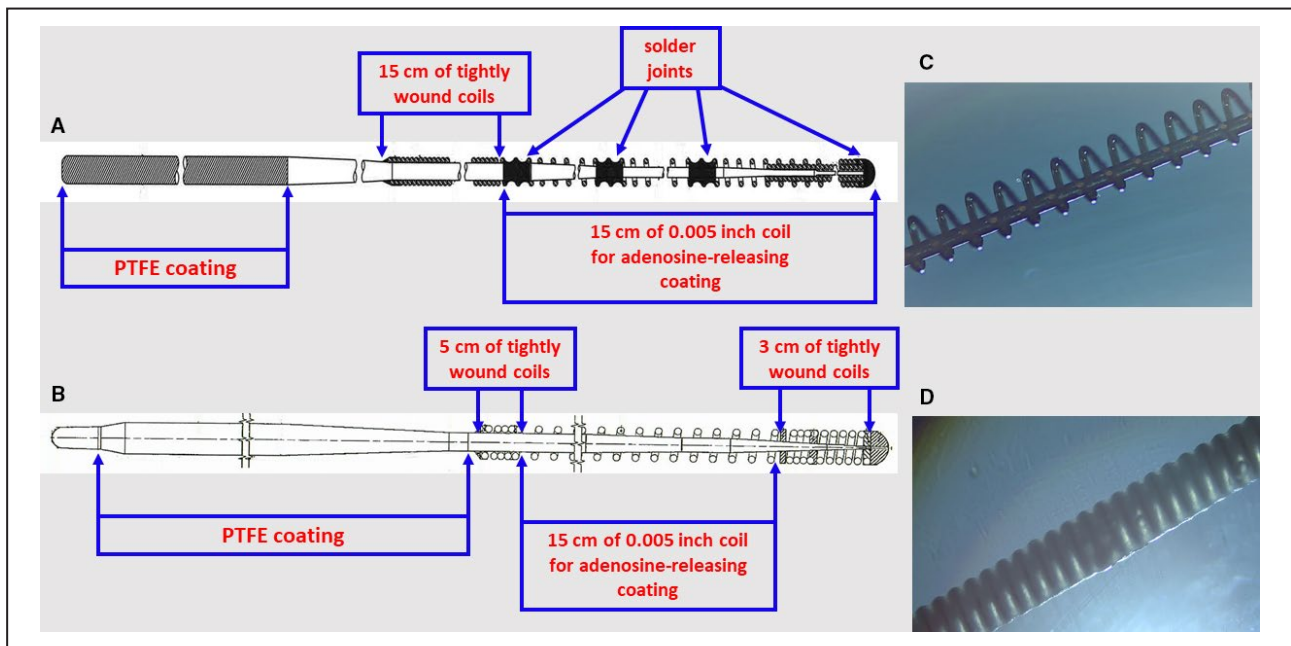 solder
joints
15 cm of tightly
wound coils
A
PTFE coating
15 cm of 0.005 inch coil
for adenosine-releasing
coating
C
5 cm of tightly
wound coils
3 cm of tightly
wound coils
B
PTFE coating
15 cm of 0.005 inch coil
for adenosine-releasing
coating
D